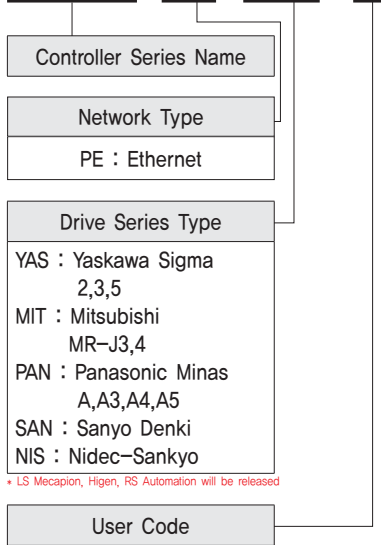 Controller Series Name
Network Type
PE : Ethernet
Drive Series Type
YAS : Yaskawa Sigma
2,3,5
MIT : Mitsubishi
MR-J3,4
PAN : Panasonic Minas
A,A3,A4,A5
SAN : Sanyo Denki
NIS : Nidec-Sankyo
* LS Mecapion, Higen, RS Automation will be released
User Code